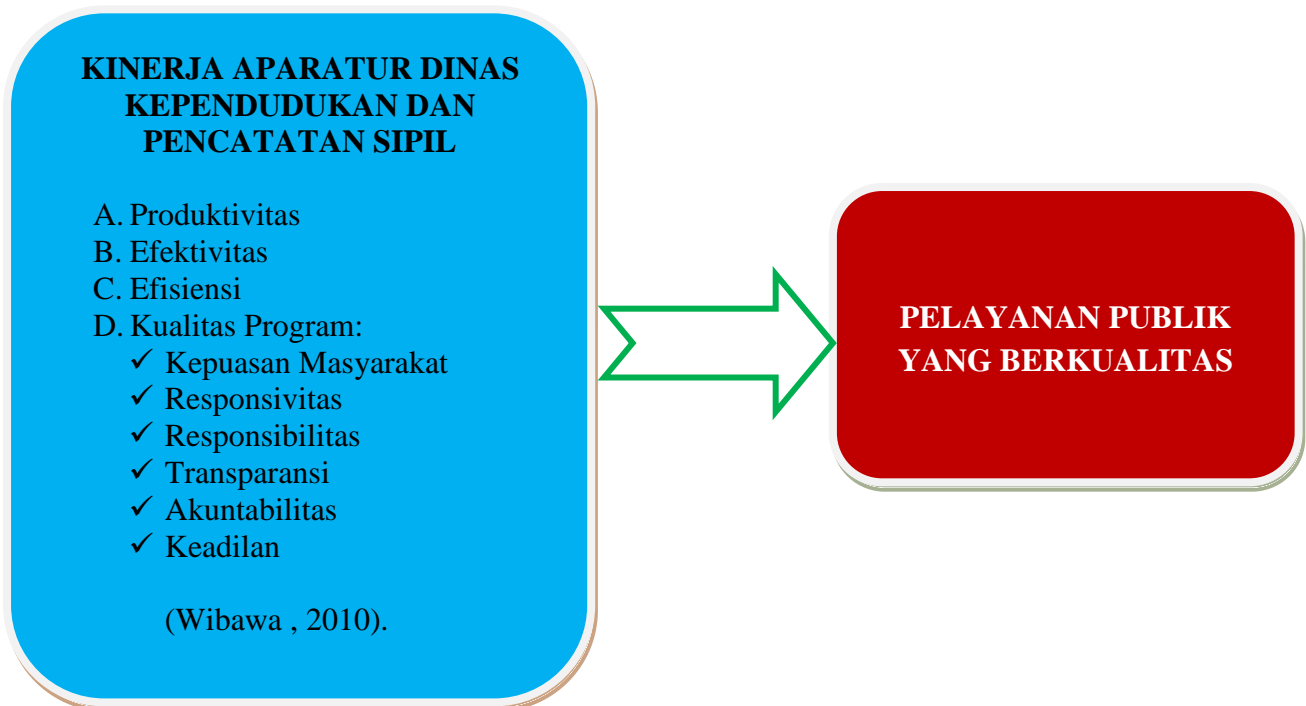 KINERJA APARATUR DINAS
KEPENDUDUKAN DAN
PENCATATAN SIPIL
A. Produktivitas
B. Efektivitas
C. Efisiensi
D. Kualitas Program:
✓ Kepuasan Masyarakat
✓ Responsivitas
✓ Responsibilitas
✓ Transparansi
✓ Akuntabilitas
✓ Keadilan
(Wibawa , 2010).
PELAYANAN PUBLIK
YANG BERKUALITAS